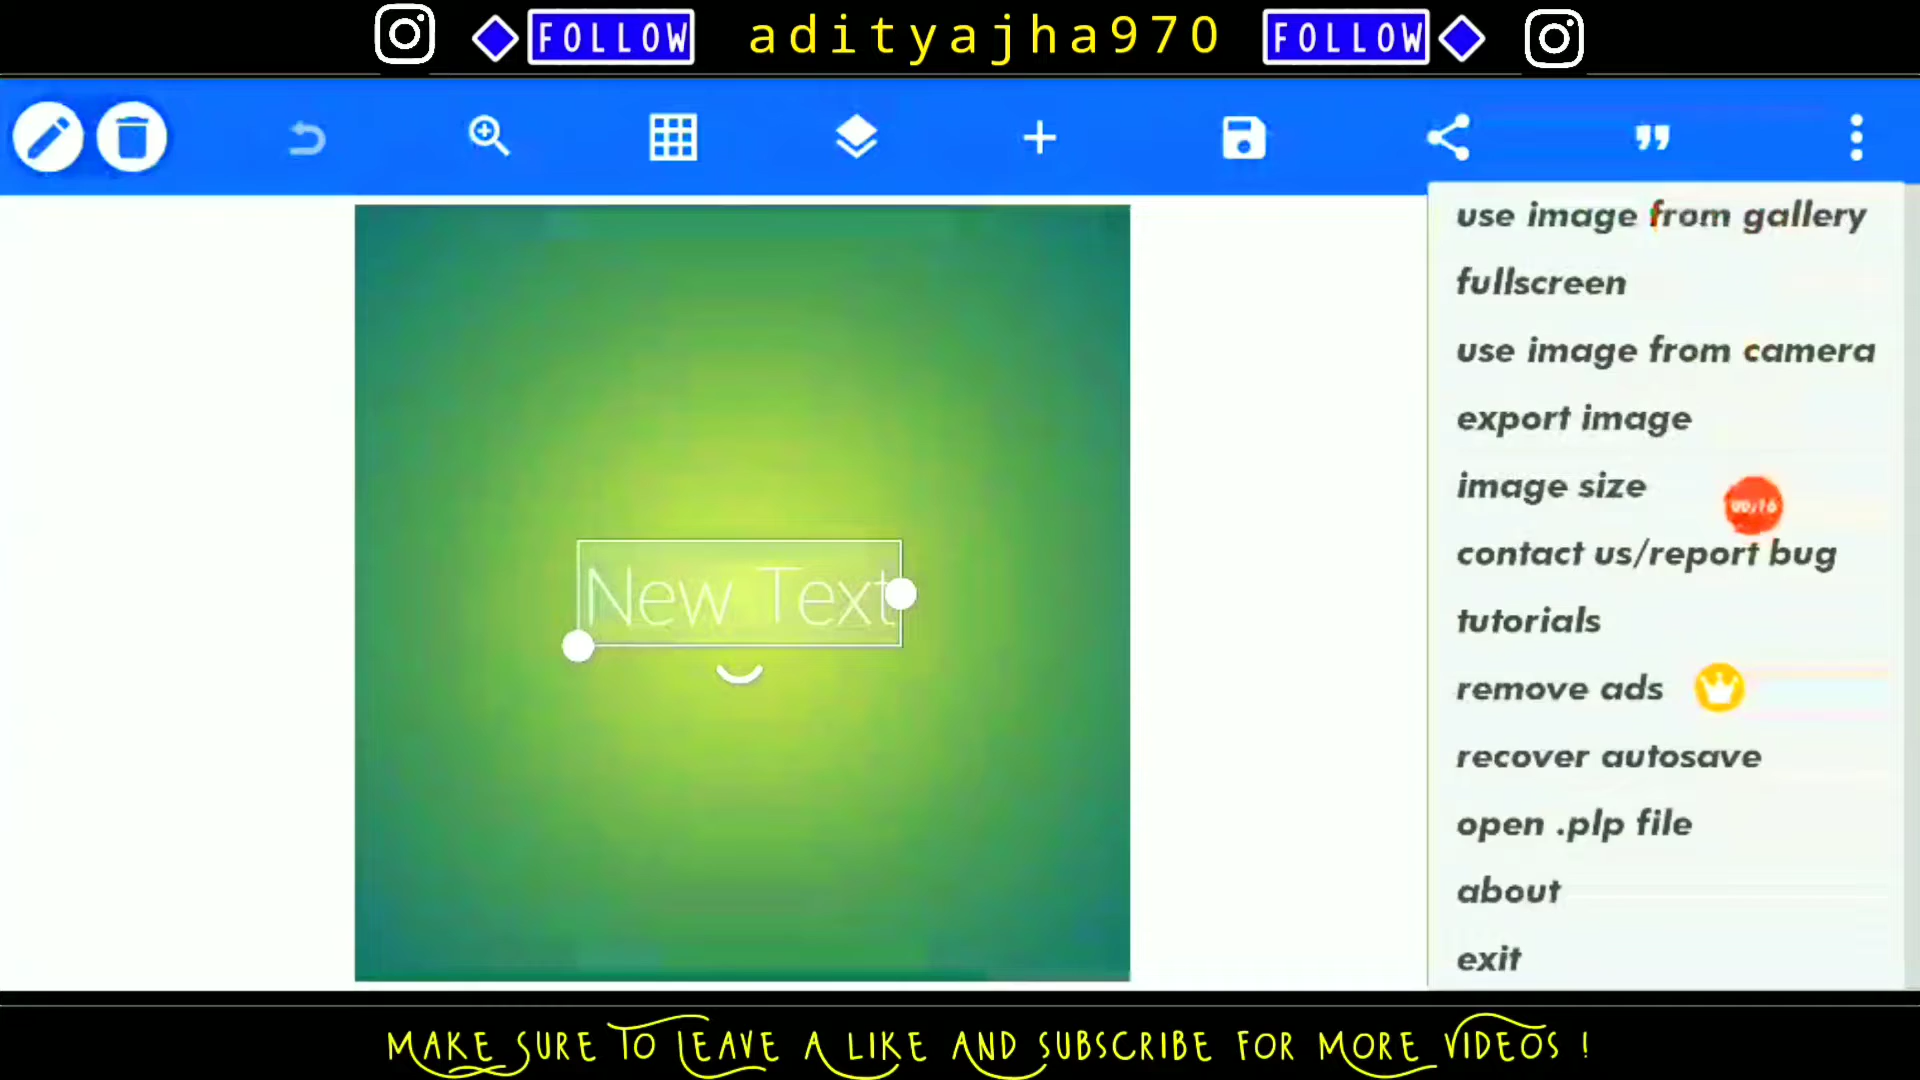 FOLLOW adityajha970 FOLLOW
use image from gallery
fullscreen
use image from camera
export image
image size
00:16
contact us/report bug
New Text
tutorials
remove ads
recover autosave
open .plp file
about
exit
MAKE SURE TO LEAVE A LIKE AND SUBSCRIBE FOR MORE VIDEOS !